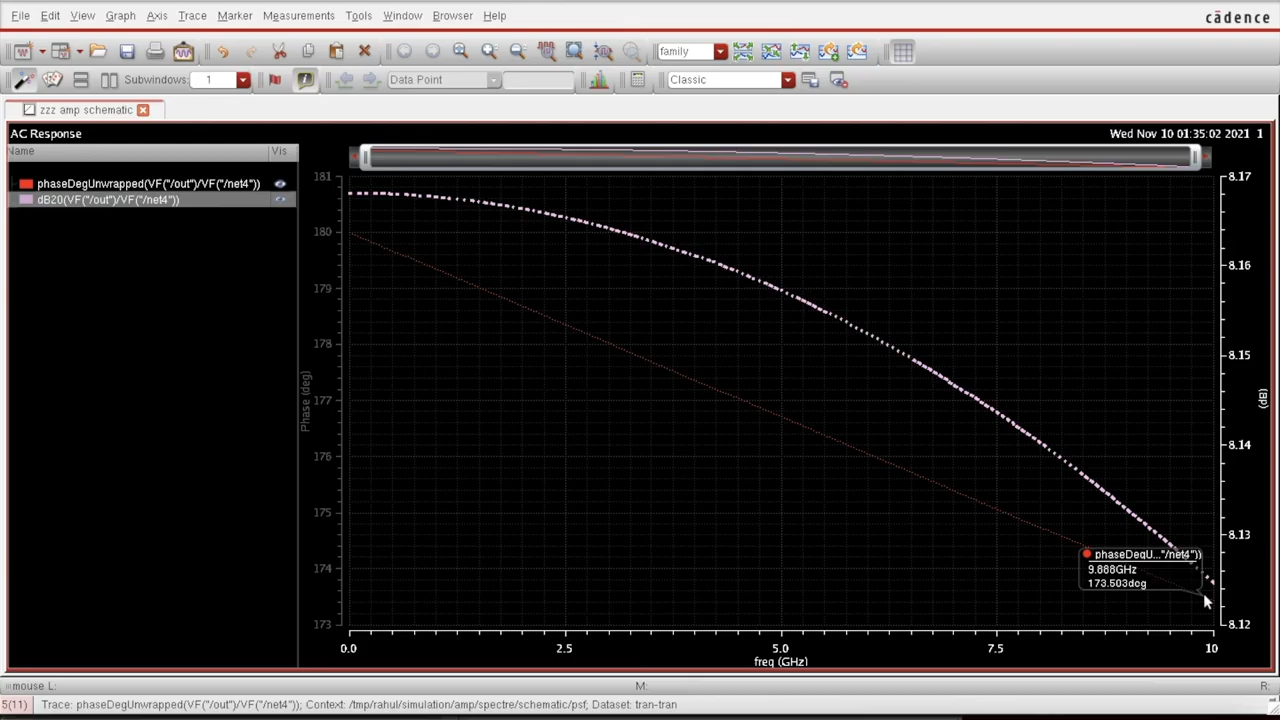 File Edit View Graph Axis Trace Marker Measurements Tools Window Browser Help
cādence
family
Subwindows: 1 Data Point Classic
zzz amp schematic
AC Response Wed Nov 10 01:35:02 2021 1
Name Vis
phaseDegUnwrapped(VF("/out")/VF("/net4"))
dB20(VF("/out")/VF("/net4"))
181 8.17
180
8.16
179
178 8.15
177
Phase (deg) (dB)
8.14
176
175
8.13
phaseDegU..."/net4"))
174 9.888GHz
173.503deg
173 8.12
0.0 2.5 5.0 7.5 10
freq (GHz)
mouse L: M: R:
5(11) Trace: phaseDegUnwrapped(VF("/out")/VF("/net4")); Context: /tmp/rahul/simulation/amp/spectre/schematic/psf; Dataset: tran-tran